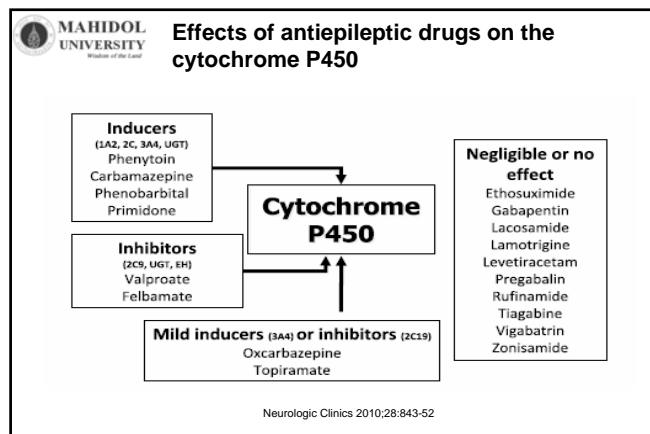 MAHIDOL
UNIVERSITY
Wisdom of the Land
Effects of antiepileptic drugs on the
cytochrome P450
Inducers
(1A2, 2C, 3A4, UGT)
Phenytoin
Carbamazepine
Phenobarbital
Primidone
Inhibitors
(2C9, UGT, EH)
Valproate
Felbamate
Cytochrome
P450
Mild inducers (3A4) or inhibitors (2C19)
Oxcarbazepine
Topiramate
Negligible or no
effect
Ethosuximide
Gabapentin
Lacosamide
Lamotrigine
Levetiracetam
Pregabalin
Rufinamide
Tiagabine
Vigabatrin
Zonisamide
Neurologic Clinics 2010;28:843-52